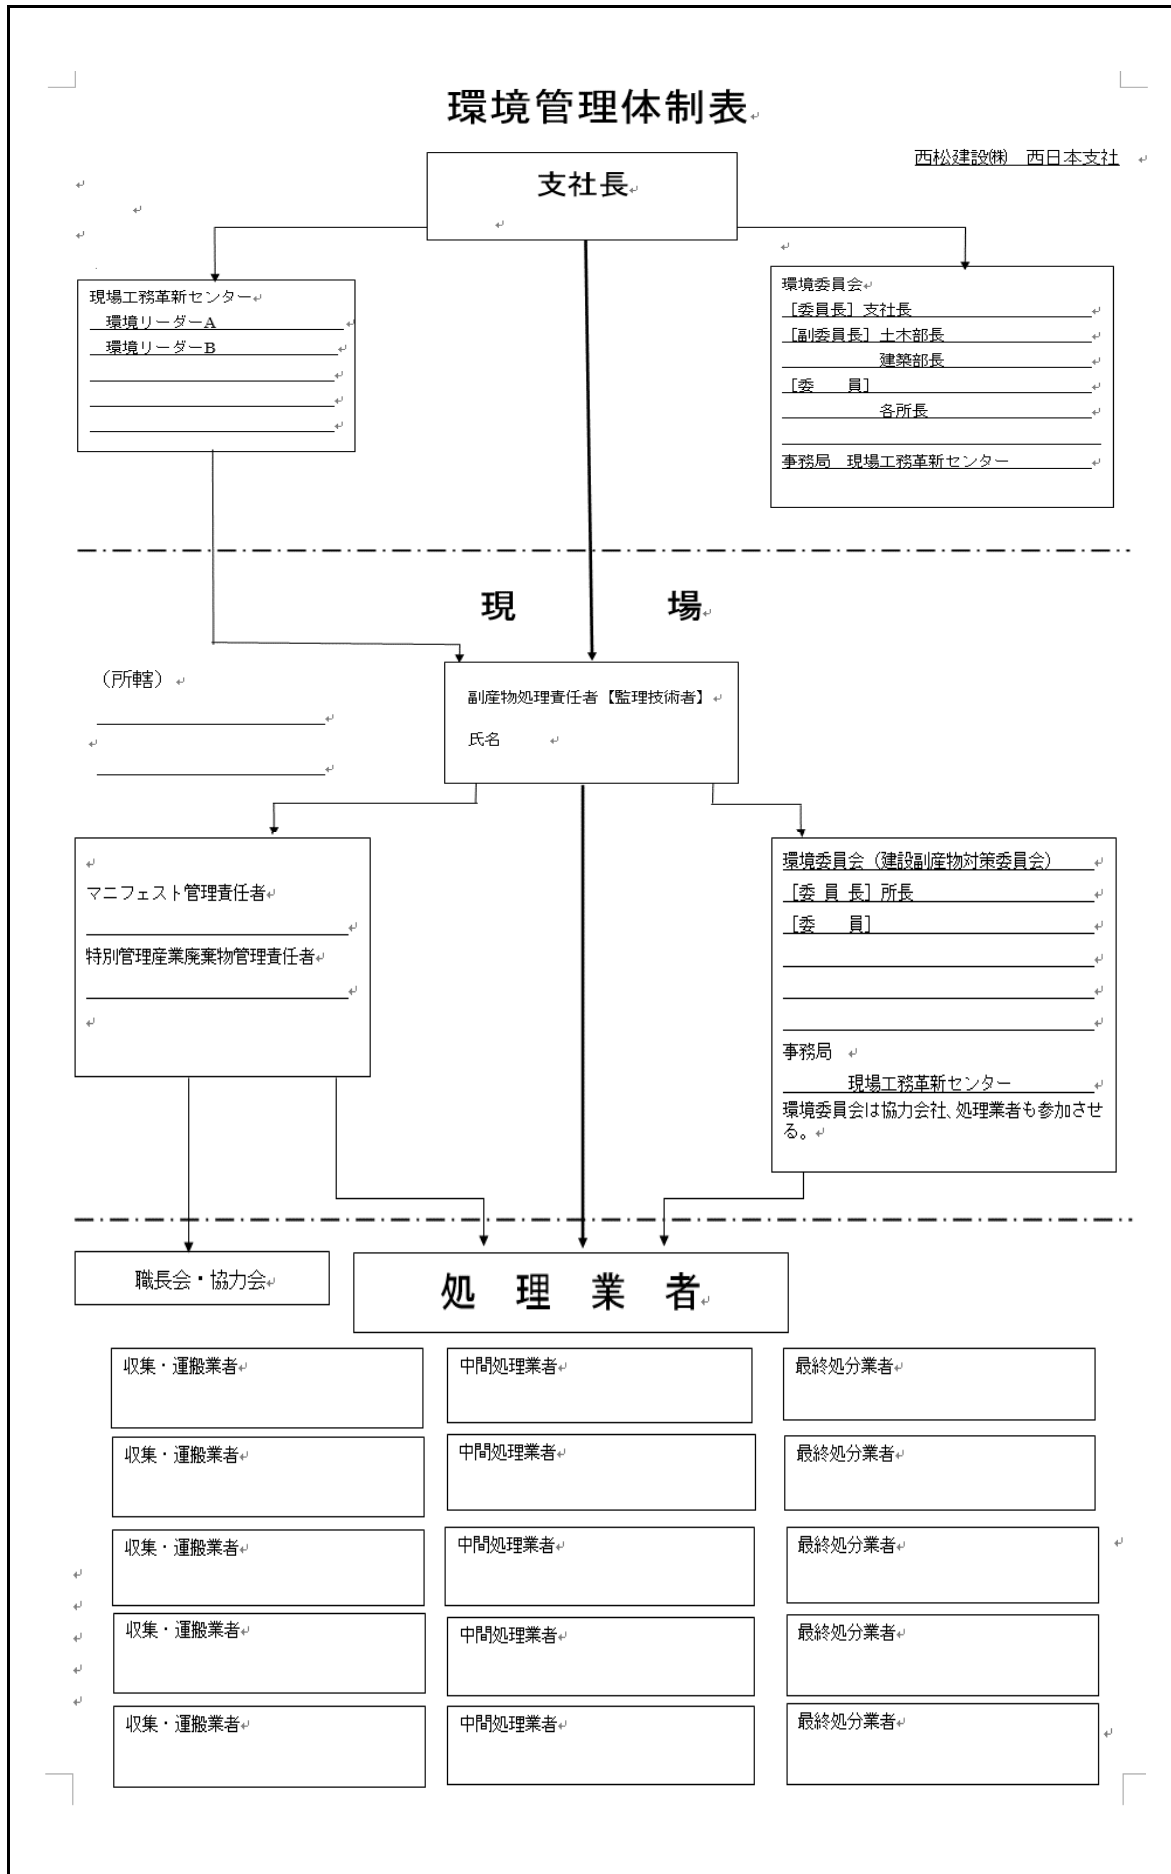 環境管理体制表
西松建設㈱　西日本支社
支社長
現場工務革新センター
環境リーダーA
環境リーダーB
環境委員会
［委員長］支社長
［副委員長］土木部長
建築部長
［委　　員］
各所長
事務局　現場工務革新センター
現　　　場
（所轄）
副産物処理責任者【監理技術者】
氏名
マニフェスト管理責任者
特別管理産業廃棄物管理責任者
環境委員会（建設副産物対策委員会）
［委 員 長］所長
［委　　員］
事務局
現場工務革新センター
環境委員会は協力会社、処理業者も参加させ
る。
職長会・協力会
処　理　業　者
収集・運搬業者
中間処理業者
最終処分業者
収集・運搬業者
中間処理業者
最終処分業者
収集・運搬業者
中間処理業者
最終処分業者
収集・運搬業者
中間処理業者
最終処分業者
収集・運搬業者
中間処理業者
最終処分業者